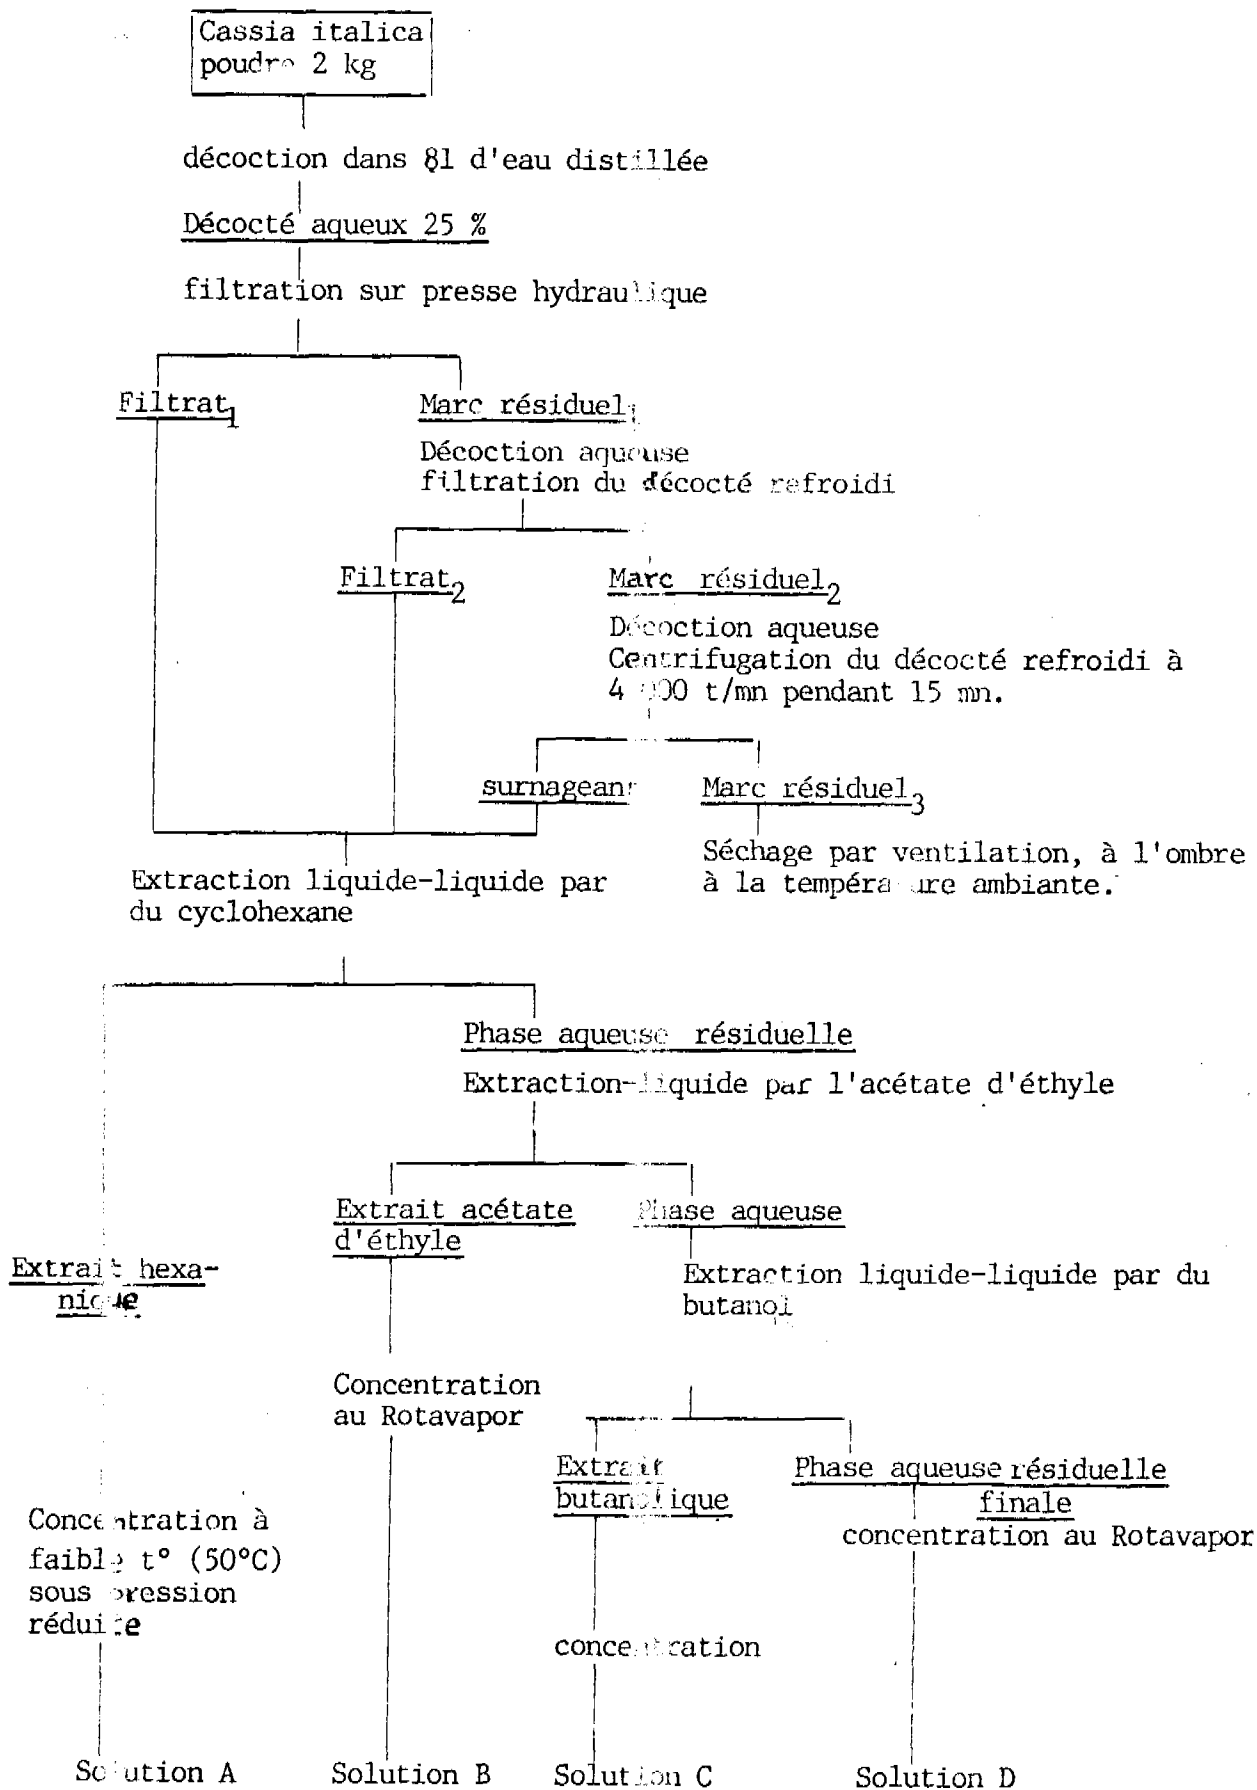 Cassia italica
poudre 2 kg
décoction dans 8l d'eau distillée
Décocté aqueux 25 %
filtration sur presse hydraulique
Filtrat1
Marc résiduel1
Décoction aqueuse
filtration du décocté refroidi
Filtrat2
Marc résiduel2
Décoction aqueuse
Centrifugation du décocté refroidi à
4 000 t/mn pendant 15 mn.
surnageant
Marc résiduel3
Séchage par ventilation, à l'ombre
à la température ambiante.
Extraction liquide-liquide par
du cyclohexane
Phase aqueuse résiduelle
Extraction-liquide par l'acétate d'éthyle
Extrait acétate
d'éthyle
Phase aqueuse
Extrait hexa-
nique
Extraction liquide-liquide par du
butanol
Concentration
au Rotavapor
Extrait
butanolique
Phase aqueuse résiduelle
finale
concentration au Rotavapor
Concentration à
faible t° (50°C)
sous pression
réduite
concentration
Solution A
Solution B
Solution C
Solution D